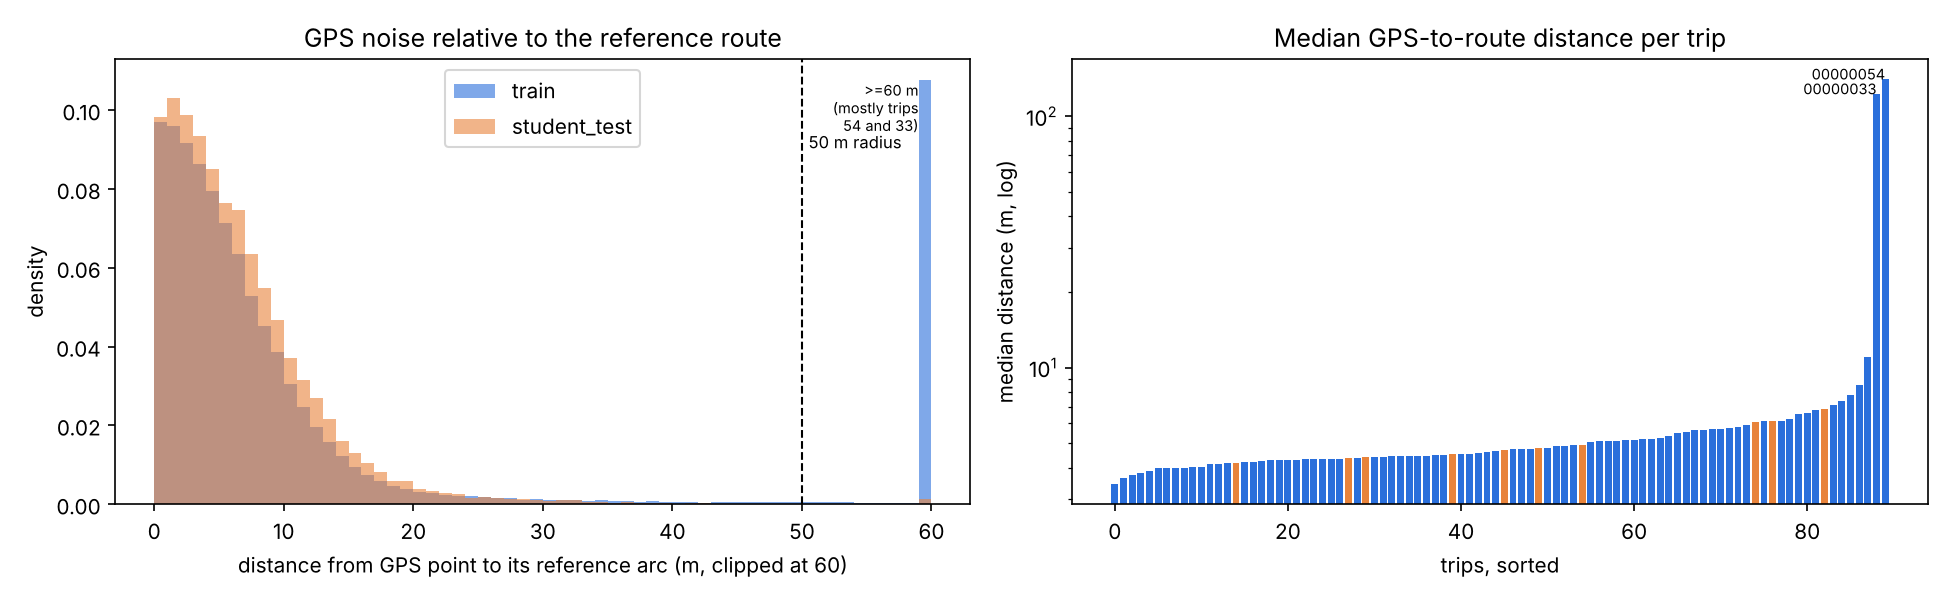 GPS noise relative to the reference route
train
student_test
>=60 m
(mostly trips
54 and 33)
50 m radius
density
0.10
0.08
0.06
0.04
0.02
0.00
0 10 20 30 40 50 60
distance from GPS point to its reference arc (m, clipped at 60)
Median GPS-to-route distance per trip
00000054
00000033
median distance (m, log)
10²
10¹
0 20 40 60 80
trips, sorted